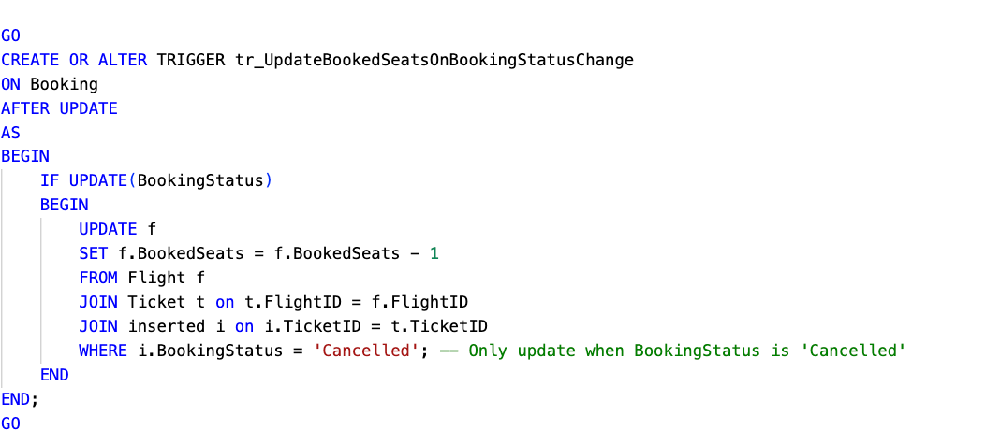 GO
CREATE OR ALTER TRIGGER tr_UpdateBookedSeatsOnBookingStatusChange
ON Booking
AFTER UPDATE
AS
BEGIN
    IF UPDATE(BookingStatus)
    BEGIN
        UPDATE f
        SET f.BookedSeats = f.BookedSeats - 1
        FROM Flight f
        JOIN Ticket t on t.FlightID = f.FlightID
        JOIN inserted i on i.TicketID = t.TicketID
        WHERE i.BookingStatus = 'Cancelled'; -- Only update when BookingStatus is 'Cancelled'
    END
END;
GO